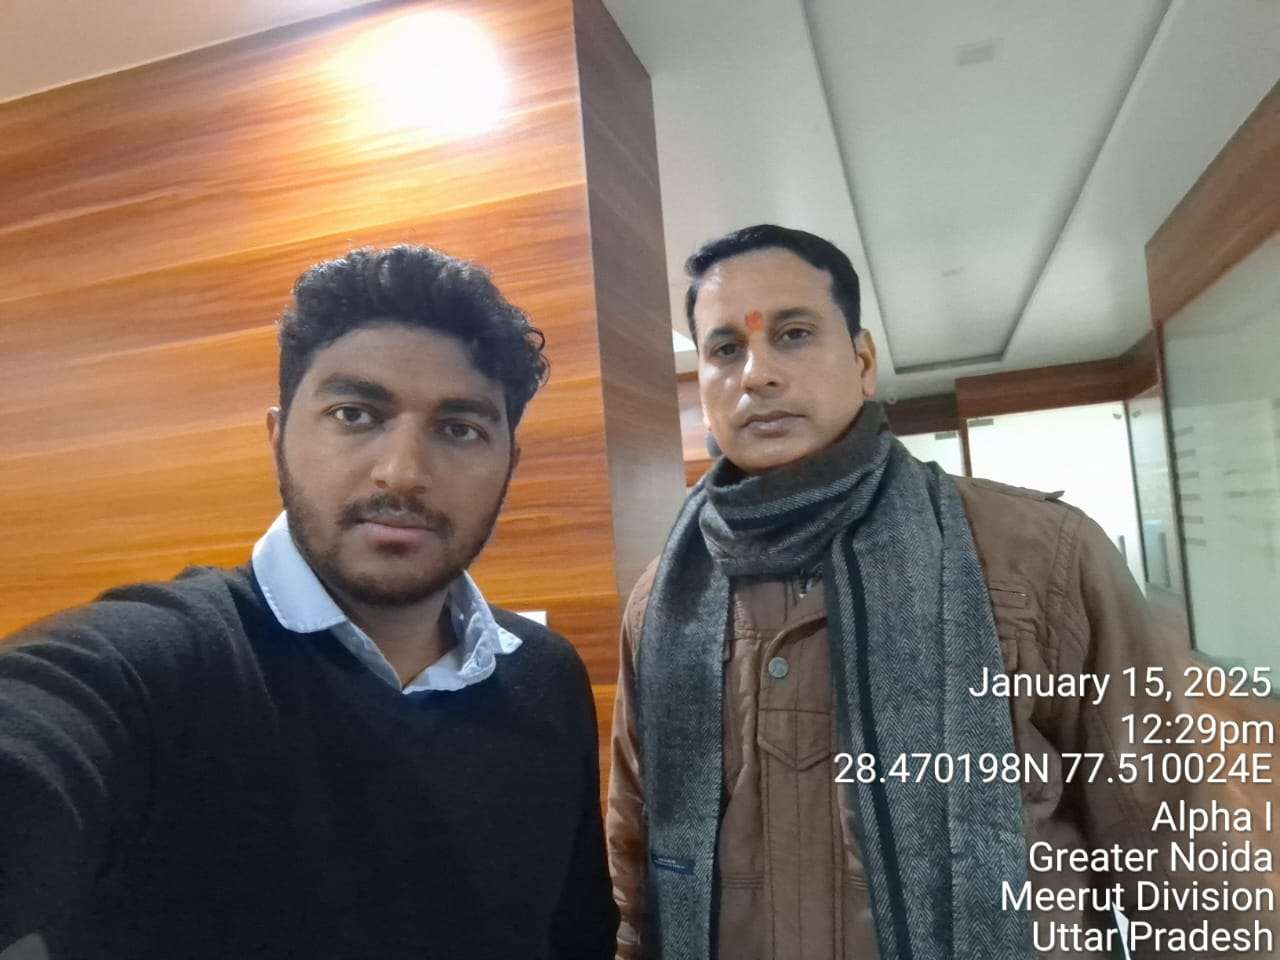 January 15, 2025
12:29pm
28.470198N 77.510024E
Alpha I
Greater Noida
Meerut Division
Uttar Pradesh